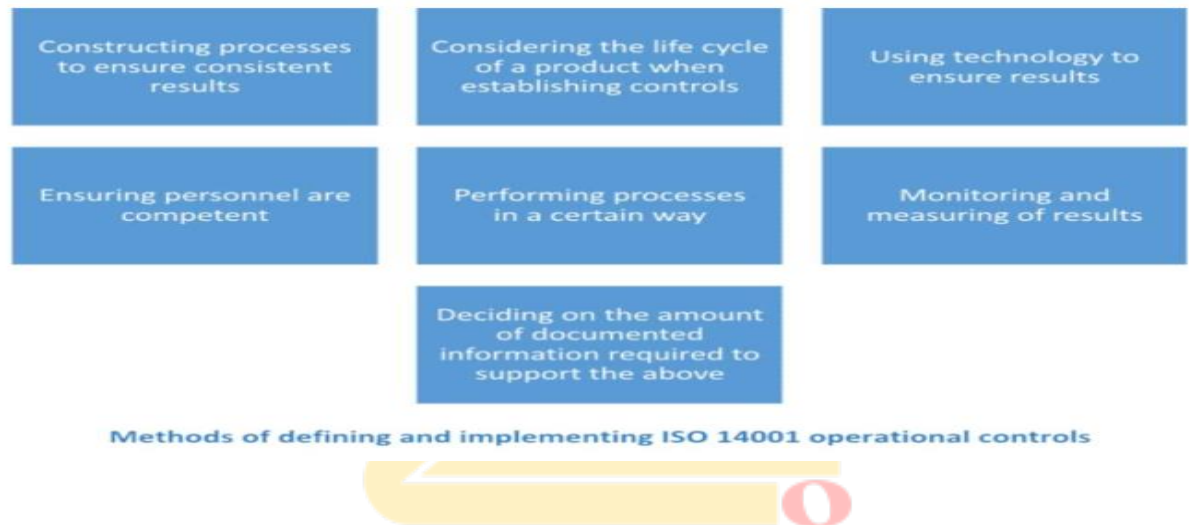 Constructing processes
to ensure consistent
results
Considering the life cycle
of a product when
establishing controls
Using technology to
ensure results
Ensuring personnel are
competent
Performing processes
in a certain way
Monitoring and
measuring of results
Deciding on the amount
of documented
information required to
support the above
Methods of defining and implementing ISO 14001 operational controls